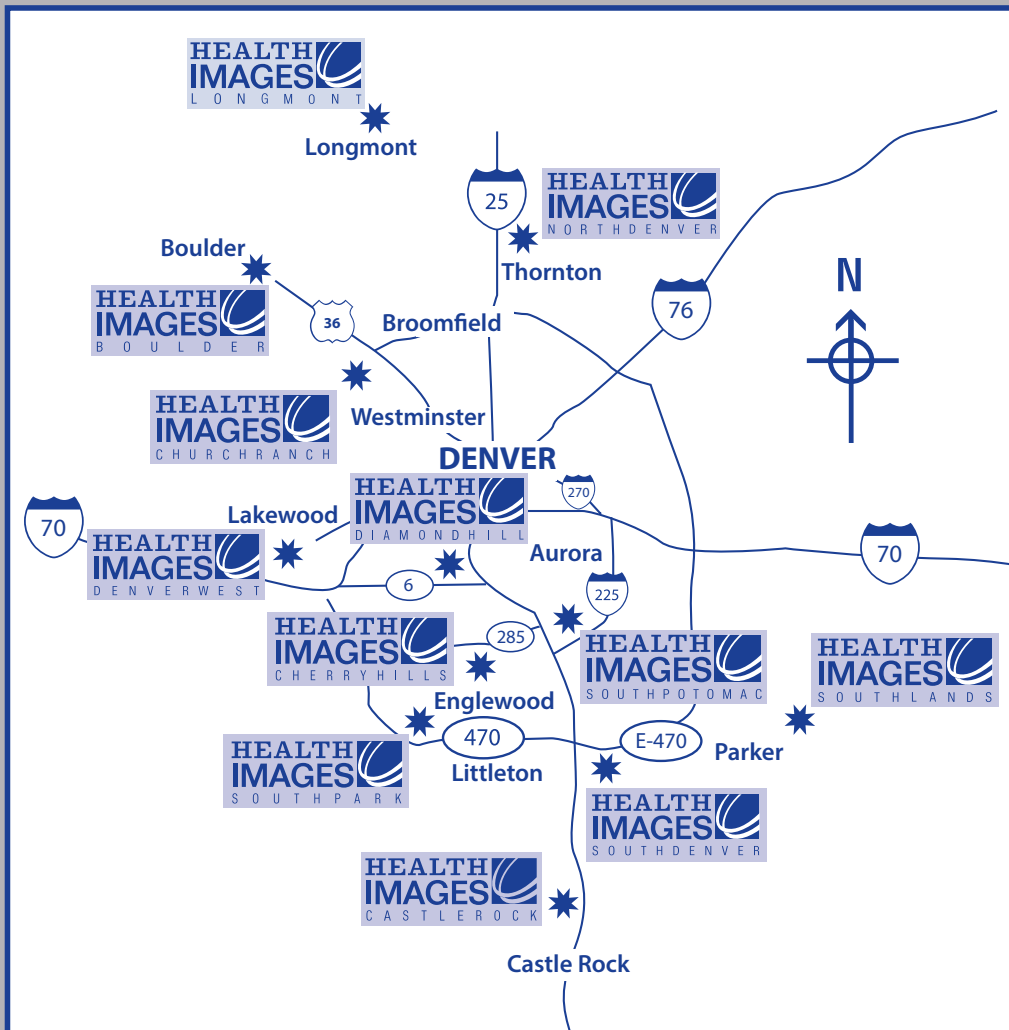 HEALTH
IMAGES
LONGMONT
Longmont
25
HEALTH
IMAGES
NORTHDENVER
Thornton
Boulder
HEALTH
IMAGES
BOULDER
36
Broomfield
76
N
Westminster
HEALTH
IMAGES
CHURCHRANCH
DENVER
HEALTH
IMAGES
DIAMONDHILL
270
70
Lakewood
HEALTH
IMAGES
DENVERWEST
Aurora
70
6
225
HEALTH
IMAGES
CHERRYHILLS
285
HEALTH
IMAGES
SOUTHPOTOMAC
HEALTH
IMAGES
SOUTHLANDS
Englewood
470
E-470
Parker
Littleton
HEALTH
IMAGES
SOUTHPARK
HEALTH
IMAGES
SOUTHDENVER
HEALTH
IMAGES
CASTLEROCK
Castle Rock